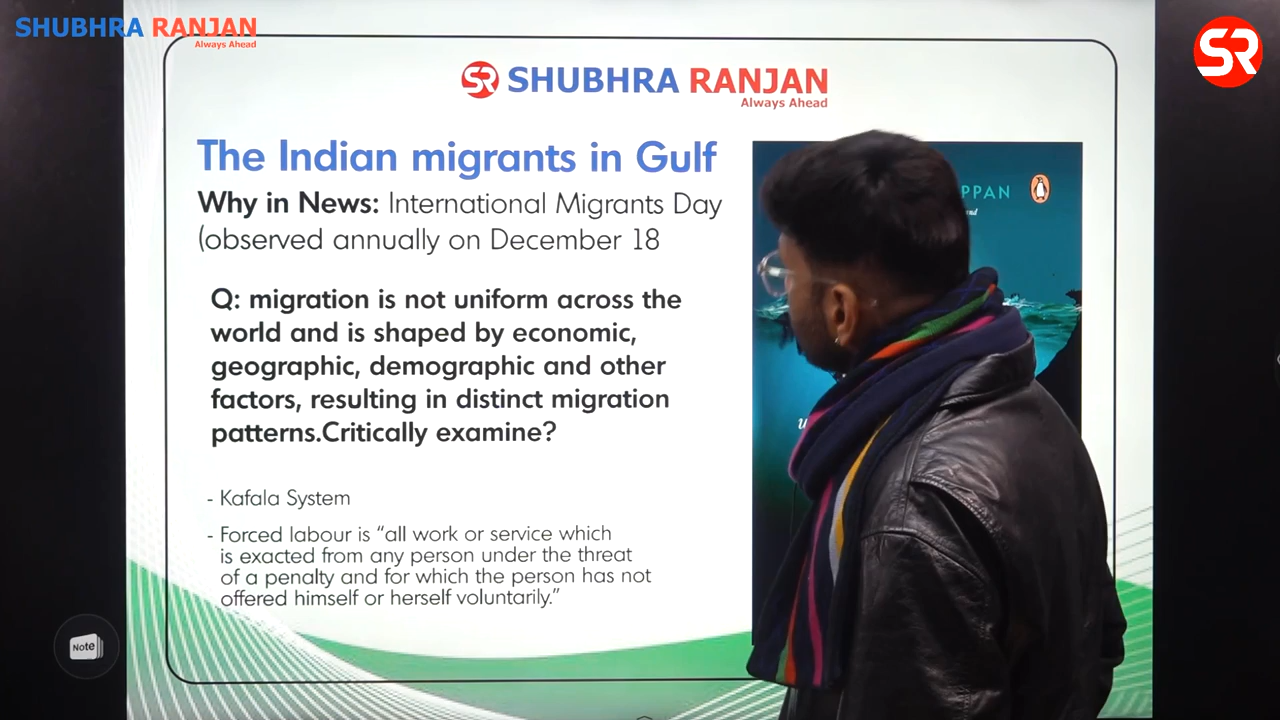 SHUBHRA RANJAN
Always Ahead
SR
SR SHUBHRA RANJAN
Always Ahead
The Indian migrants in Gulf
Why in News: International Migrants Day
(observed annually on December 18
Q: migration is not uniform across the
world and is shaped by economic,
geographic, demographic and other
factors, resulting in distinct migration
patterns.Critically examine?
- Kafala System
- Forced labour is “all work or service which
is exacted from any person under the threat
of a penalty and for which the person has not
offered himself or herself voluntarily.”
PPAN
Note